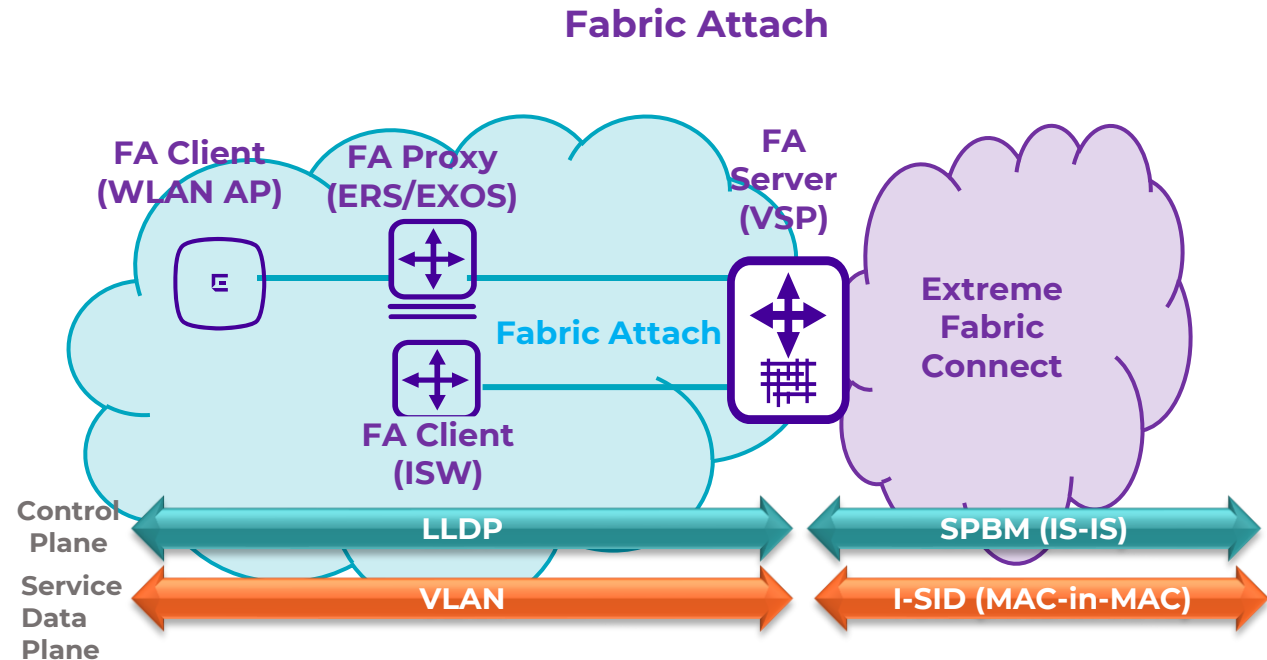 Fabric Attach
FA Client
(WLAN AP)
FA Proxy
(ERS/EXOS)
FA
Server
(VSP)
E
Fabric Attach
Extreme
Fabric
Connect
FA Client
(ISW)
Control
Plane
LLDP
SPBM (IS-IS)
Service
Data
Plane
VLAN
I-SID (MAC-in-MAC)